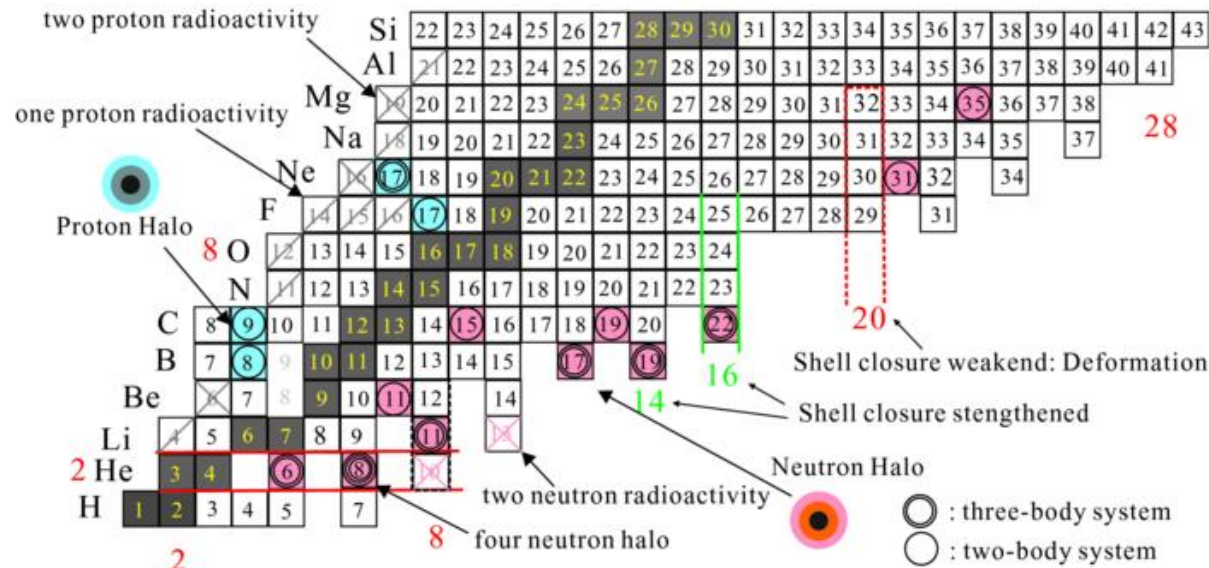 two proton radioactivity
Si 22 23 24 25 26 27 28 29 30 31 32 33 34 35 36 37 38 39 40 41 42 43
Al 21 22 23 24 25 26 27 28 29 30 31 32 33 34 35 36 37 38 39 40 41
Mg 19 20 21 22 23 24 25 26 27 28 29 30 31 32 33 34 35 36 37 38
28
one proton radioactivity
Na 18 19 20 21 22 23 24 25 26 27 28 29 30 31 32 33 34 35 37
Ne 16 17 18 19 20 21 22 23 24 25 26 27 28 29 30 31 32 34
F 14 15 16 17 18 19 20 21 22 23 24 25 26 27 28 29 31
Proton Halo
8 O 12 13 14 15 16 17 18 19 20 21 22 23 24
N 11 12 13 14 15 16 17 18 19 20 21 22 23
C 8 9 10 11 12 13 14 15 16 17 18 19 20 22
20
B 7 8 9 10 11 12 13 14 15 17 19
Shell closure weakend: Deformation
16
Be 6 7 8 9 10 11 12 14
14
Shell closure stengthened
Li 4 5 6 7 8 9 11 13
2 He 3 4 6 8 10
Neutron Halo
two neutron radioactivity
H 1 2 3 4 5 7
: three-body system
8
four neutron halo
2
: two-body system